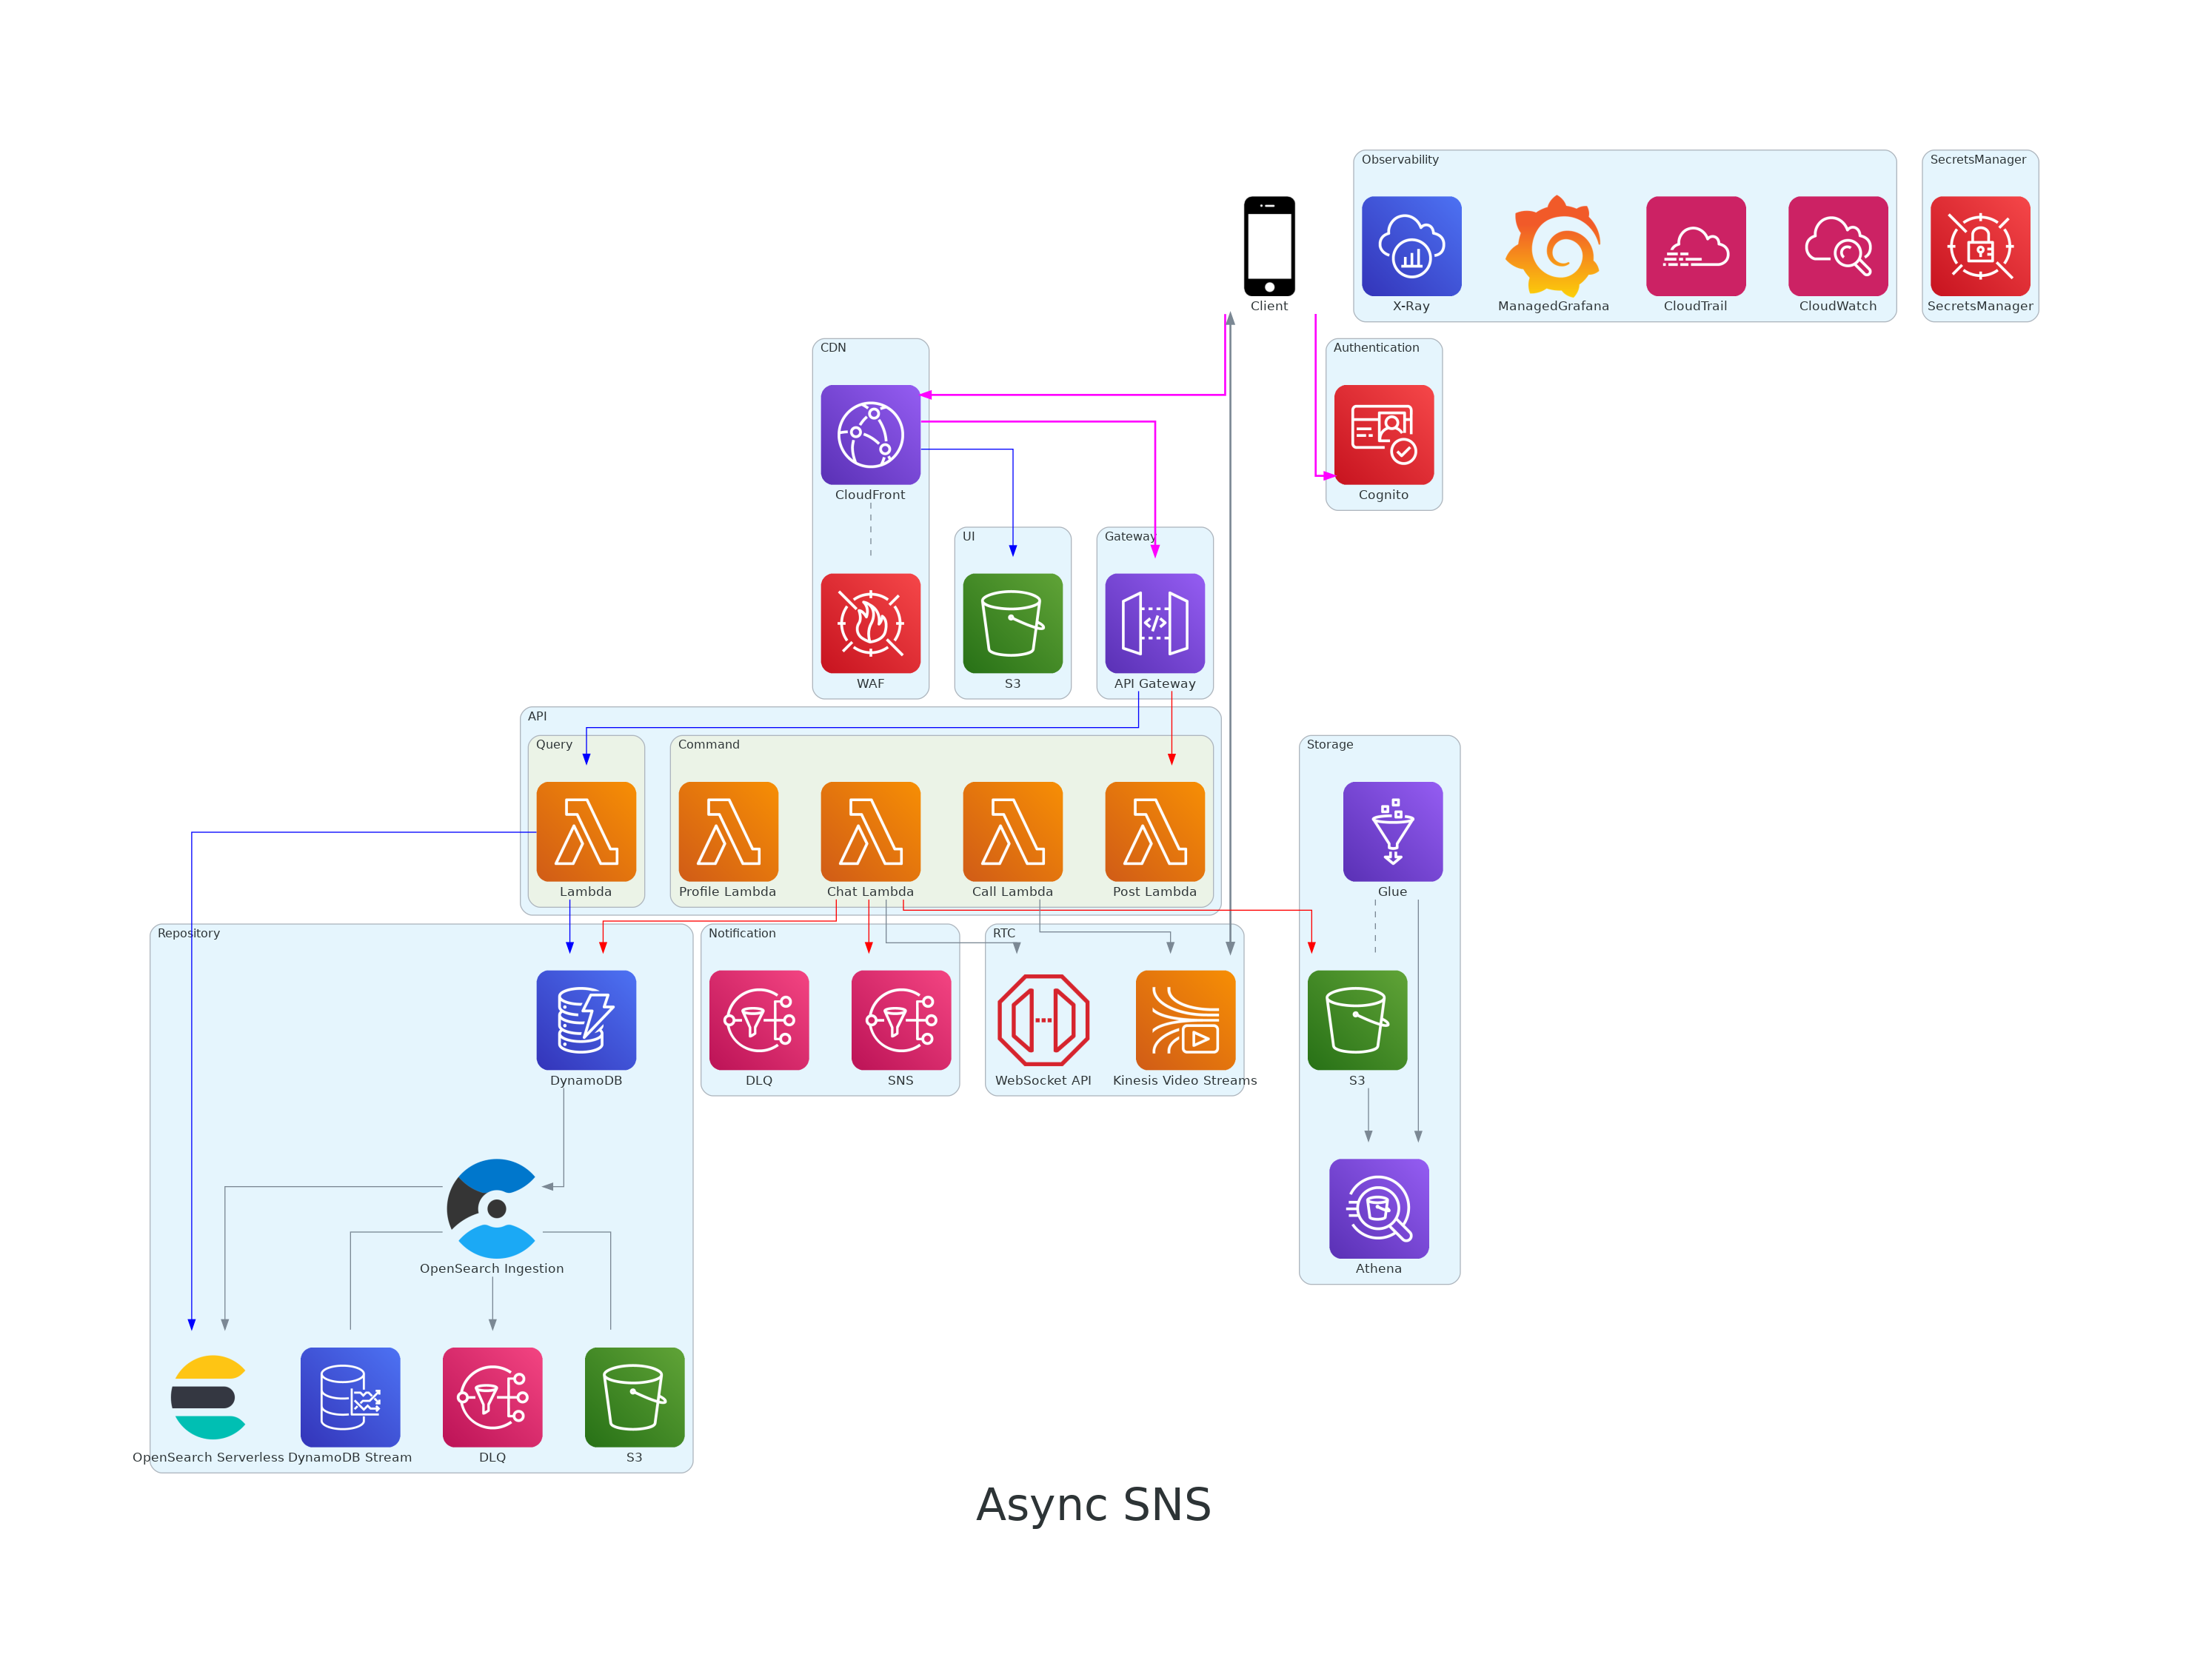 Observability
SecretsManager
Client
X-Ray
ManagedGrafana
CloudTrail
CloudWatch
SecretsManager
CDN
Authentication
CloudFront
Cognito
UI
Gateway
WAF
S3
API Gateway
API
Query
Command
Storage
Lambda
Profile Lambda
Chat Lambda
Call Lambda
Post Lambda
Glue
Repository
Notification
RTC
DynamoDB
DLQ
SNS
WebSocket API
Kinesis Video Streams
S3
OpenSearch Ingestion
Athena
OpenSearch Serverless
DynamoDB Stream
DLQ
S3
Async SNS